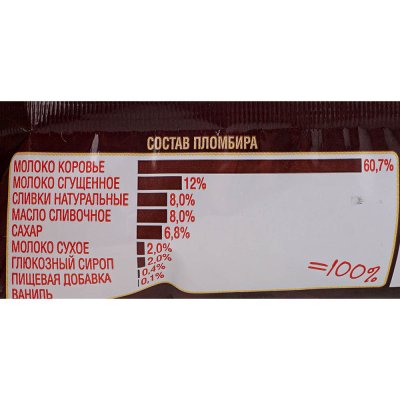 СОСТАВ ПЛОМБИРА
МОЛОКО КОРОВЬЕ 60,7%
МОЛОКО СГУЩЕННОЕ 12%
СЛИВКИ НАТУРАЛЬНЫЕ 8,0%
МАСЛО СЛИВОЧНОЕ 8,0%
САХАР 6,8%
МОЛОКО СУХОЕ 2,0%
ГЛЮКОЗНЫЙ СИРОП 2,0%
ПИЩЕВАЯ ДОБАВКА 0,4%
ВАНИЛЬ 0,1%
=100%